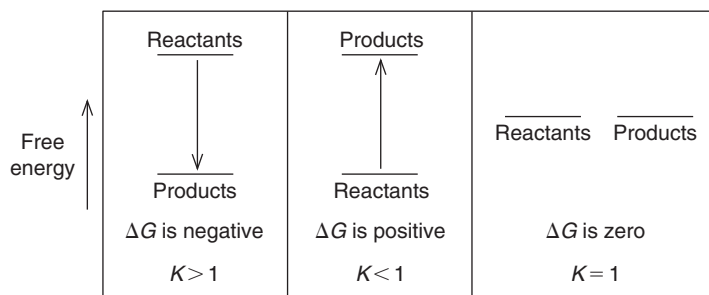 Free
energy
Reactants
Products
ΔG is negative
K > 1
Products
Reactants
ΔG is positive
K < 1
Reactants Products
ΔG is zero
K = 1